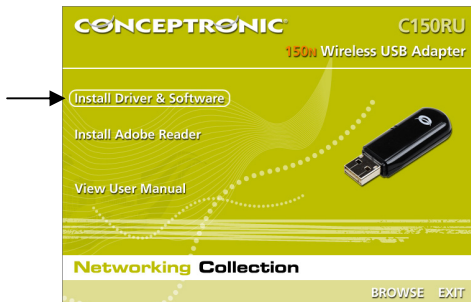 CONCEPTRONIC
C150RU
150N Wireless USB Adapter
Install Driver & Software
Install Adobe Reader
View User Manual
Networking Collection
BROWSE EXIT